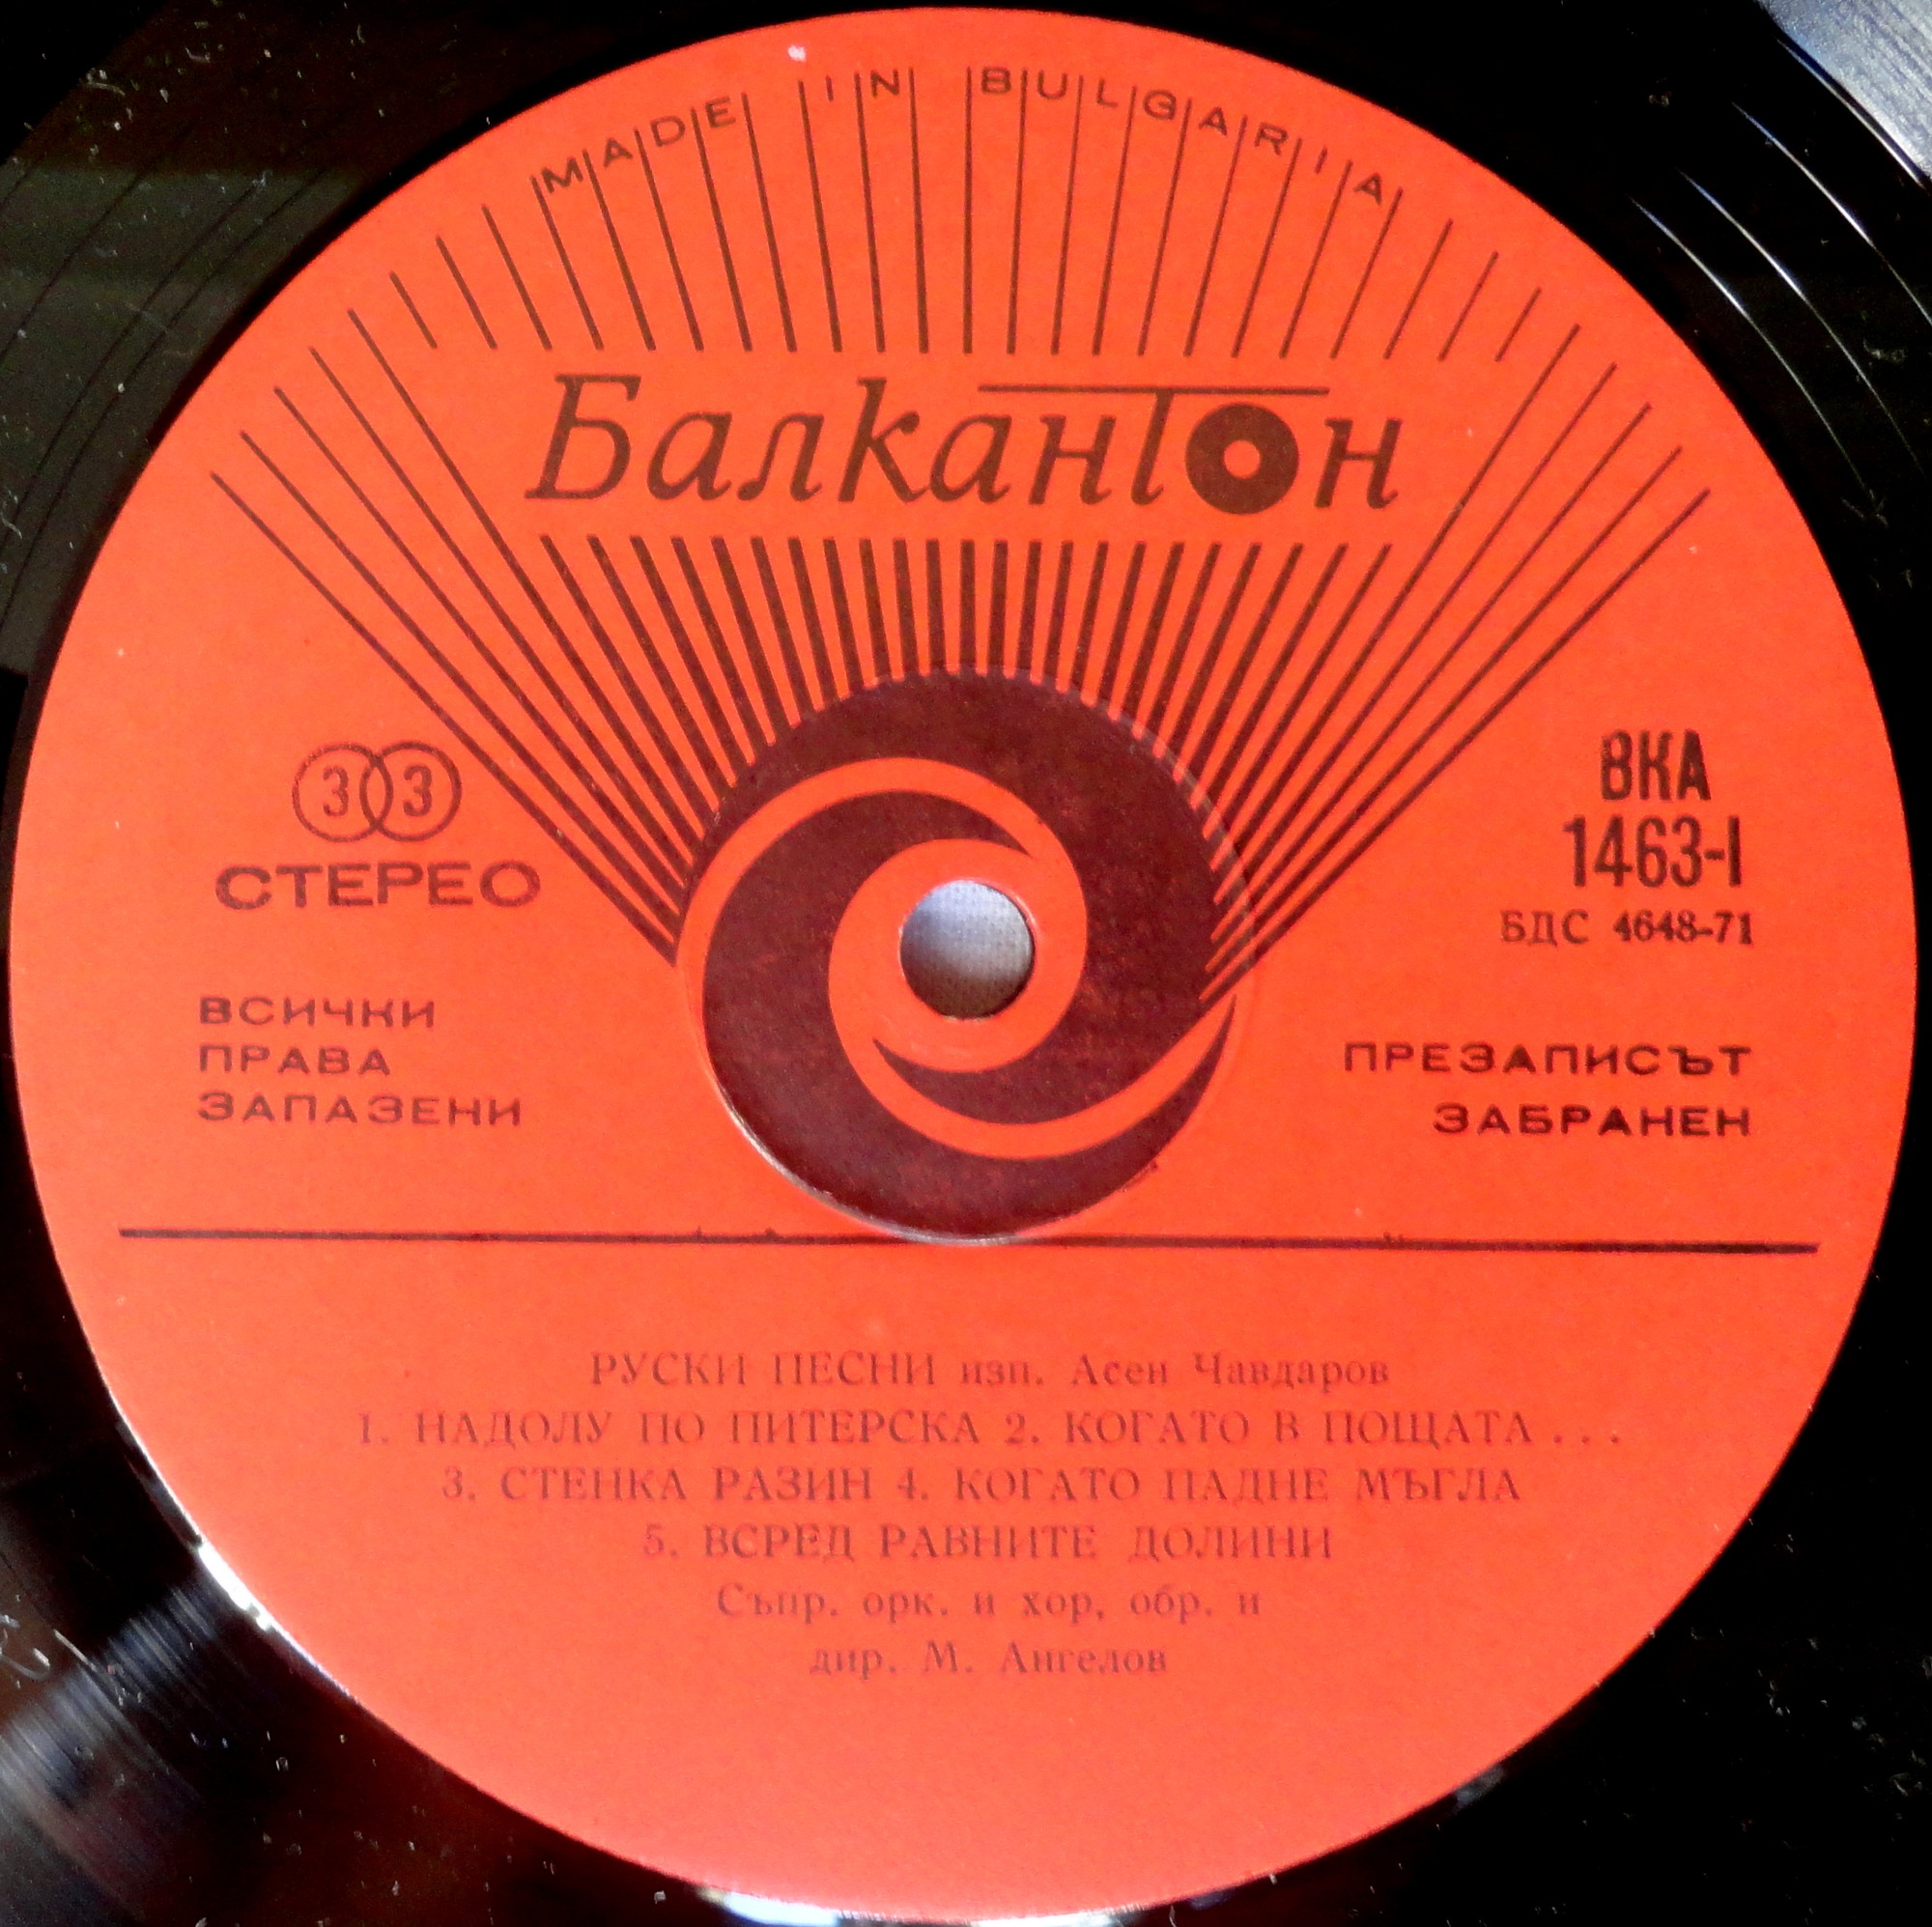 MADE IN BULGARIA
Балкантон
33
СТЕРЕО
ВСИЧКИ
ПРАВА
ЗАПАЗЕНИ
ВКА
1463-I
БДС 4648-71
ПРЕЗАПИСЪТ
ЗАБРАНЕН
РУСКИ ПЕСНИ изп. Асен Чавдаров
1. НАДОЛУ ПО ПИТЕРСКА 2. КОГАТО В ПОЩАТА . . .
3. СТЕНКА РАЗИН 4. КОГАТО ПАДНЕ МЪГЛА
5. ВСРЕД РАВНИТЕ ДОЛИНИ
Съпр. орк. и хор, обр. и
дир. М. Ангелов